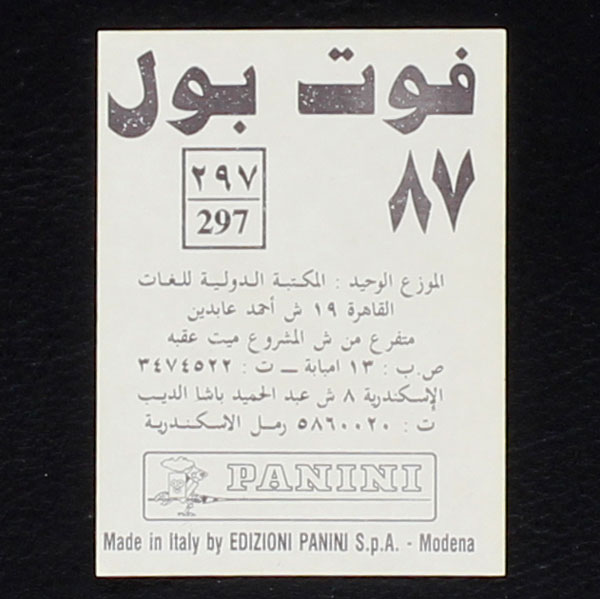 فوت بول
٨٧
٢٩٧
297
الموزع الوحيد : المكتبة الدولية للغات
القاهرة ١٩ ش أحمد عابدين
متفرع من ش المشروع ميت عقبه
ص.ب : ١٣ امبابة — ت : ٣٤٧٤٥٢٢
الإسكندرية ٨ ش عبد الحميد باشا الديب
ت : ٥٨٦٠٠٢٠ رمل الاسكندرية
PANINI
Made in Italy by EDIZIONI PANINI S.p.A. - Modena